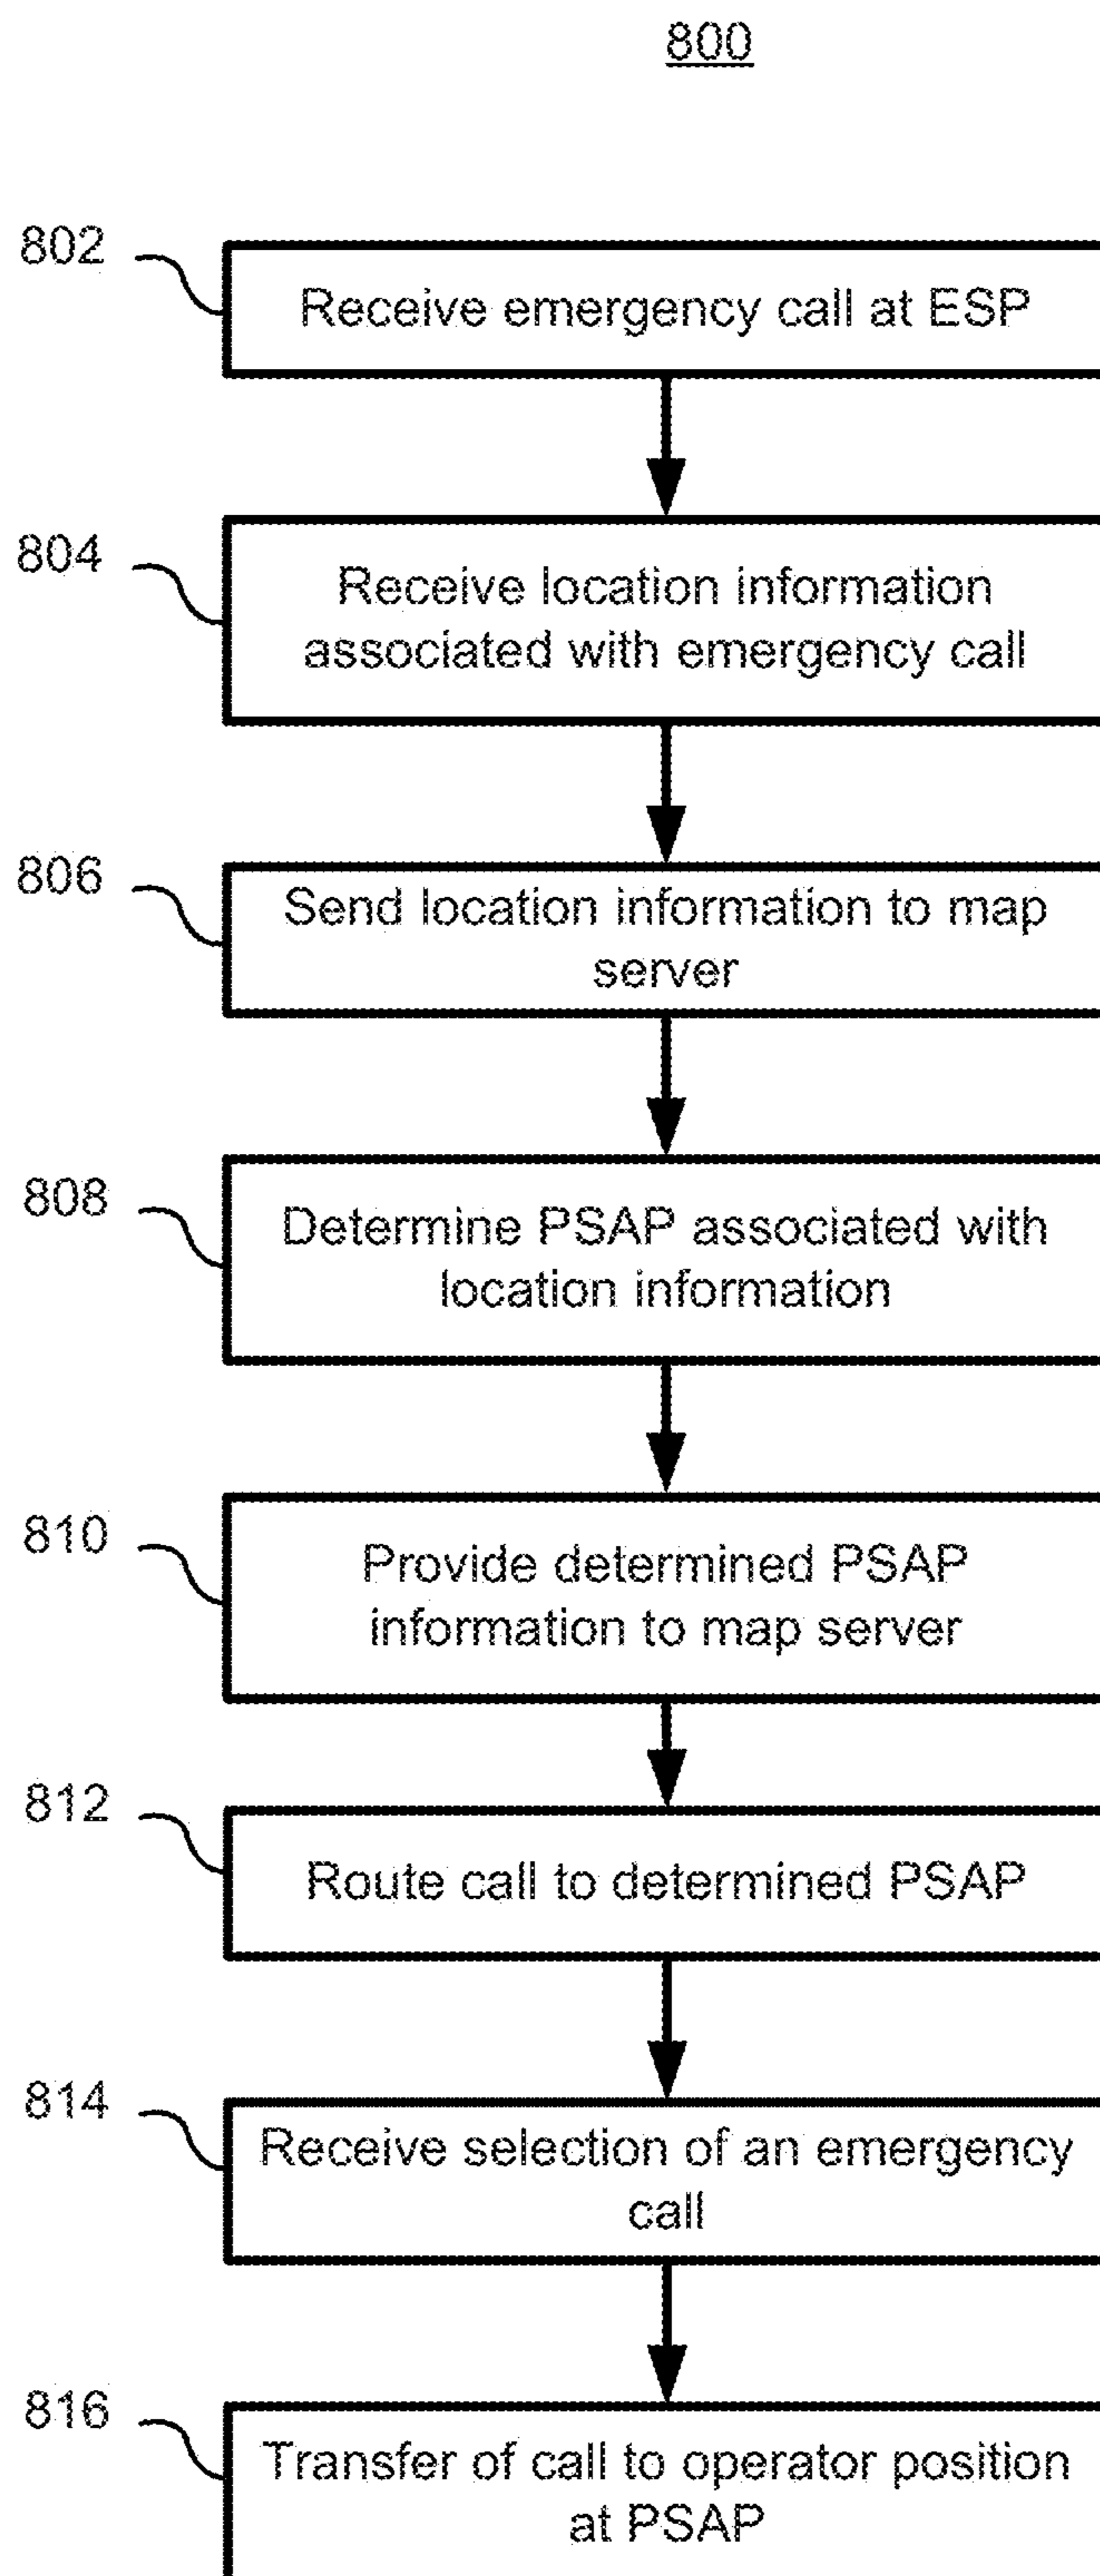 800
802
Receive emergency call at ESP
804
Receive location information
associated with emergency call
806
Send location information to map
server
808
Determine PSAP associated with
location information
810
Provide determined PSAP
information to map server
812
Route call to determined PSAP
814
Receive selection of an emergency
call
816
Transfer of call to operator position
at PSAP